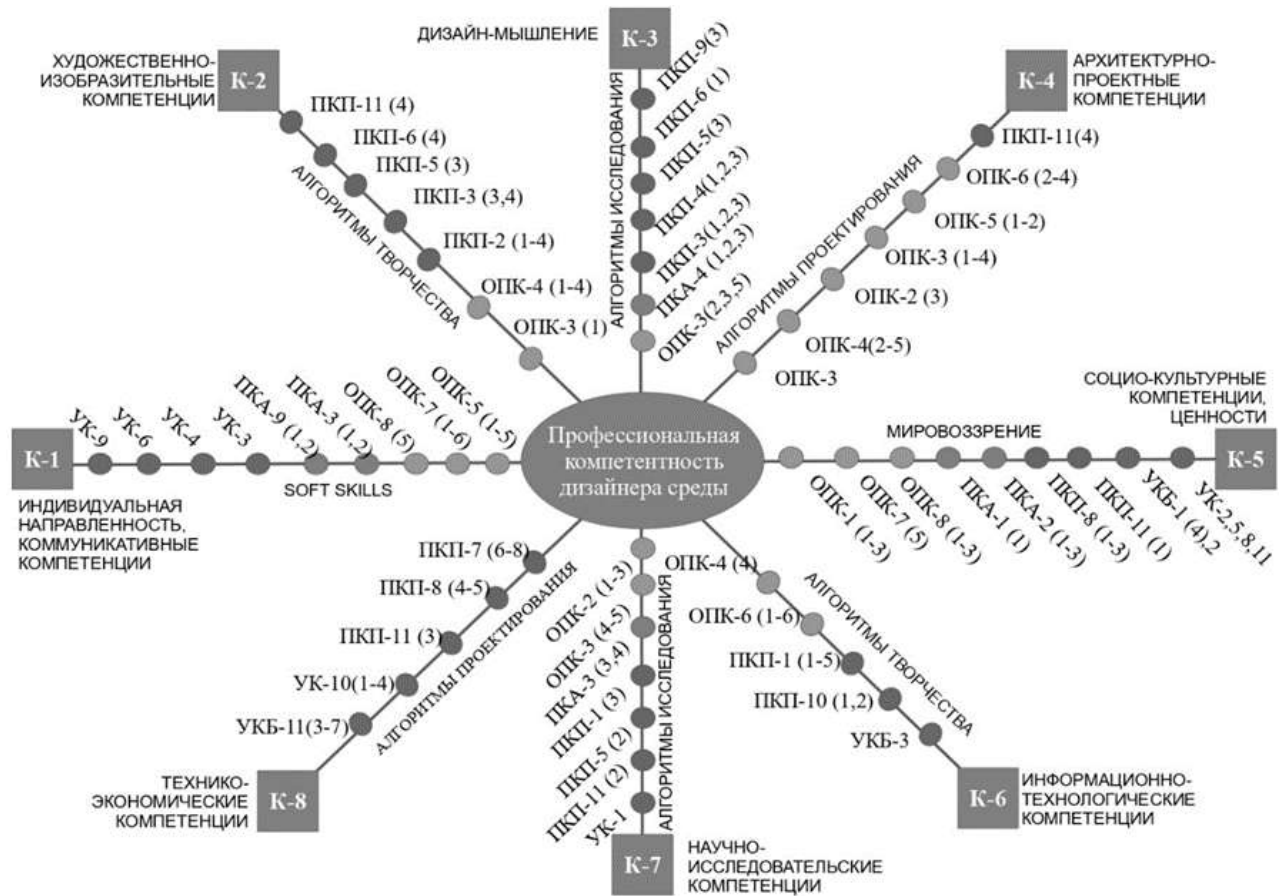 ДИЗАЙН-МЫШЛЕНИЕ
К-3
АЛГОРИТМЫ ИССЛЕДОВАНИЯ
ПКП-9(3)
ПКП-6 (1)
ПКП-5(3)
ПКП-4(1,2,3)
ПКП-3(1,2,3)
ПКА-4 (1,2,3)
ОПК-3(2,3,5)
ХУДОЖЕСТВЕННО-
ИЗОБРАЗИТЕЛЬНЫЕ
КОМПЕТЕНЦИИ
К-2
ПКП-11 (4)
ПКП-6 (4)
ПКП-5 (3)
ПКП-3 (3,4)
ПКП-2 (1-4)
ОПК-4 (1-4)
ОПК-3 (1)
АЛГОРИТМЫ ТВОРЧЕСТВА
К-4
АРХИТЕКТУРНО-
ПРОЕКТНЫЕ
КОМПЕТЕНЦИИ
АЛГОРИТМЫ ПРОЕКТИРОВАНИЯ
ПКП-11(4)
ОПК-6 (2-4)
ОПК-5 (1-2)
ОПК-3 (1-4)
ОПК-2 (3)
ОПК-4(2-5)
ОПК-3
К-1
УК-9
УК-6
УК-4
УК-3
ПКА-9 (1,2)
ПКА-3 (1,2)
ОПК-8 (5)
ОПК-7 (1-6)
ОПК-5 (1-5)
SOFT SKILLS
ИНДИВИДУАЛЬНАЯ
НАПРАВЛЕННОСТЬ,
КОММУНИКАТИВНЫЕ
КОМПЕТЕНЦИИ
Профессиональная
компетентность
дизайнера среды
СОЦИО-КУЛЬТУРНЫЕ
КОМПЕТЕНЦИИ,
ЦЕННОСТИ
МИРОВОЗЗРЕНИЕ
К-5
ОПК-1 (1-3)
ОПК-7 (5)
ОПК-8 (1-3)
ПКА-1 (1)
ПКА-2 (1-3)
ПКП-8 (1-3)
ПКП-11 (1)
УКБ-1 (4),2
УК-2,5,8,11
ПКП-7 (6-8)
ПКП-8 (4-5)
ПКП-11 (3)
УК-10(1-4)
УКБ-11(3-7)
АЛГОРИТМЫ ПРОЕКТИРОВАНИЯ
ТЕХНИКО-
ЭКОНОМИЧЕСКИЕ
КОМПЕТЕНЦИИ
К-8
ОПК-2 (1-3)
ОПК-3 (4-5)
ПКА-3 (3,4)
ПКП-1 (3)
ПКП-5 (2)
ПКП-11 (2)
УК-1
АЛГОРИТМЫ ИССЛЕДОВАНИЯ
К-7
НАУЧНО-
ИССЛЕДОВАТЕЛЬСКИЕ
КОМПЕТЕНЦИИ
ОПК-4 (4)
ОПК-6 (1-6)
ПКП-1 (1-5)
ПКП-10 (1,2)
УКБ-3
АЛГОРИТМЫ ТВОРЧЕСТВА
К-6
ИНФОРМАЦИОННО-
ТЕХНОЛОГИЧЕСКИЕ
КОМПЕТЕНЦИИ